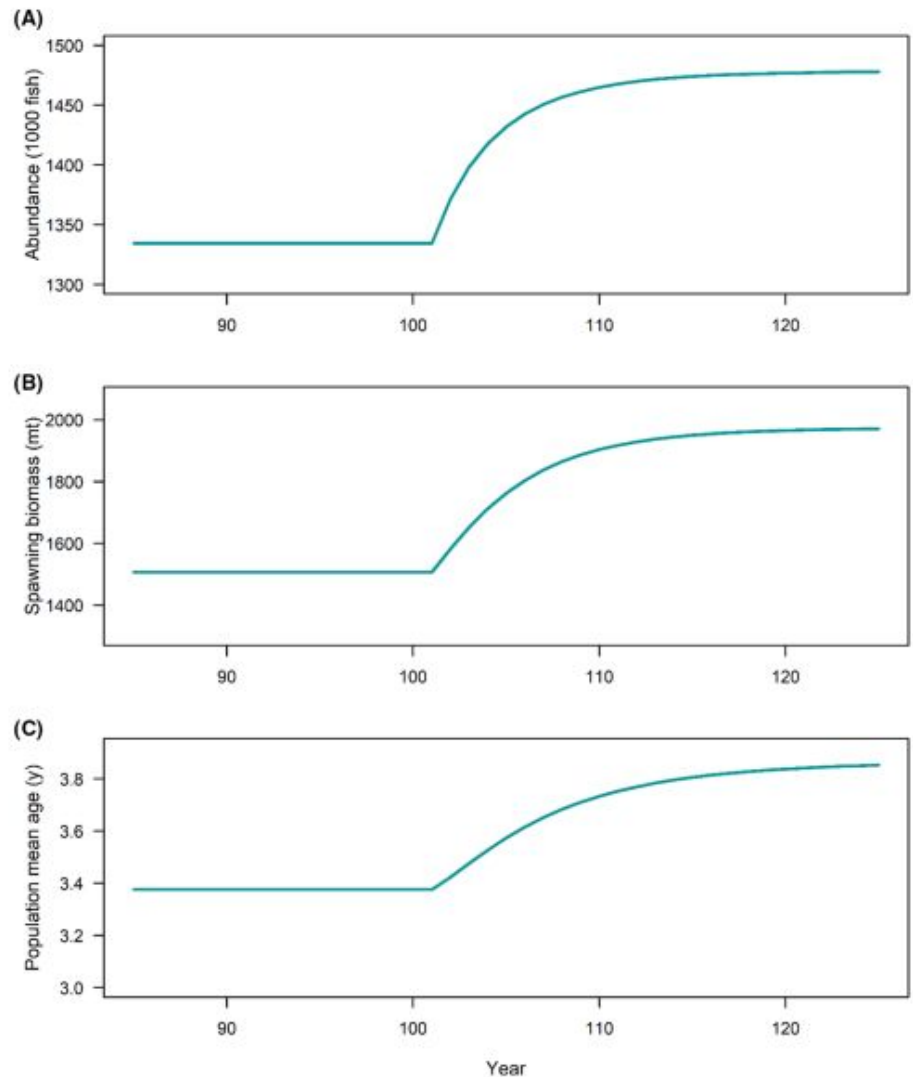 (A)
Abundance (1000 fish)
1500
1450
1400
1350
1300
90 100 110 120
(B)
Spawning biomass (mt)
2000
1800
1600
1400
90 100 110 120
(C)
Population mean age (y)
3.8
3.6
3.4
3.2
3.0
90 100 110 120
Year